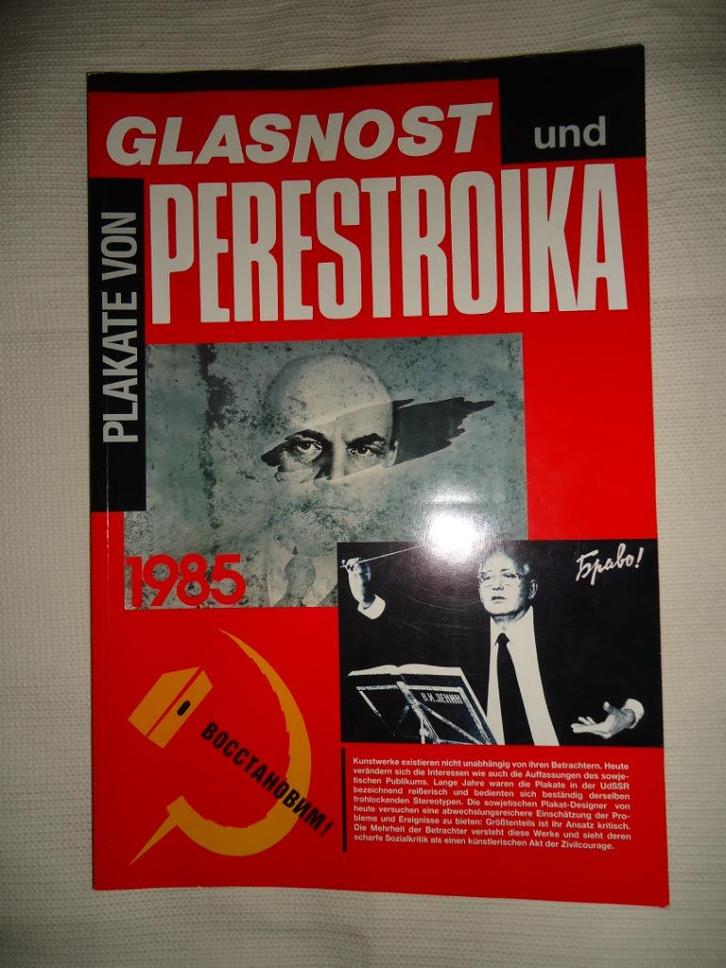 GLASNOST und
PLAKATE VON
PERESTROIKA
1985
Браво!
В.И. ЛЕНИН
ВОССТАНОВИМ!
Kunstwerke existieren nicht unabhängig von ihren Betrachtern. Heute
verändern sich die Interessen wie auch die Auffassungen des sowje-
tischen Publikums. Lange Jahre waren die Plakate in der UdSSR
bezeichnend reißerisch und bedienten sich beständig derselben
frohlockenden Stereotypen. Die sowjetischen Plakat-Designer von
heute versuchen eine abwechslungsreichere Einschätzung der Pro-
bleme und Ereignisse zu bieten: Größtenteils ist ihr Ansatz kritisch.
Die Mehrheit der Betrachter versteht diese Werke und sieht deren
scharfe Sozialkritik als einen künstlerischen Akt der Zivilcourage.